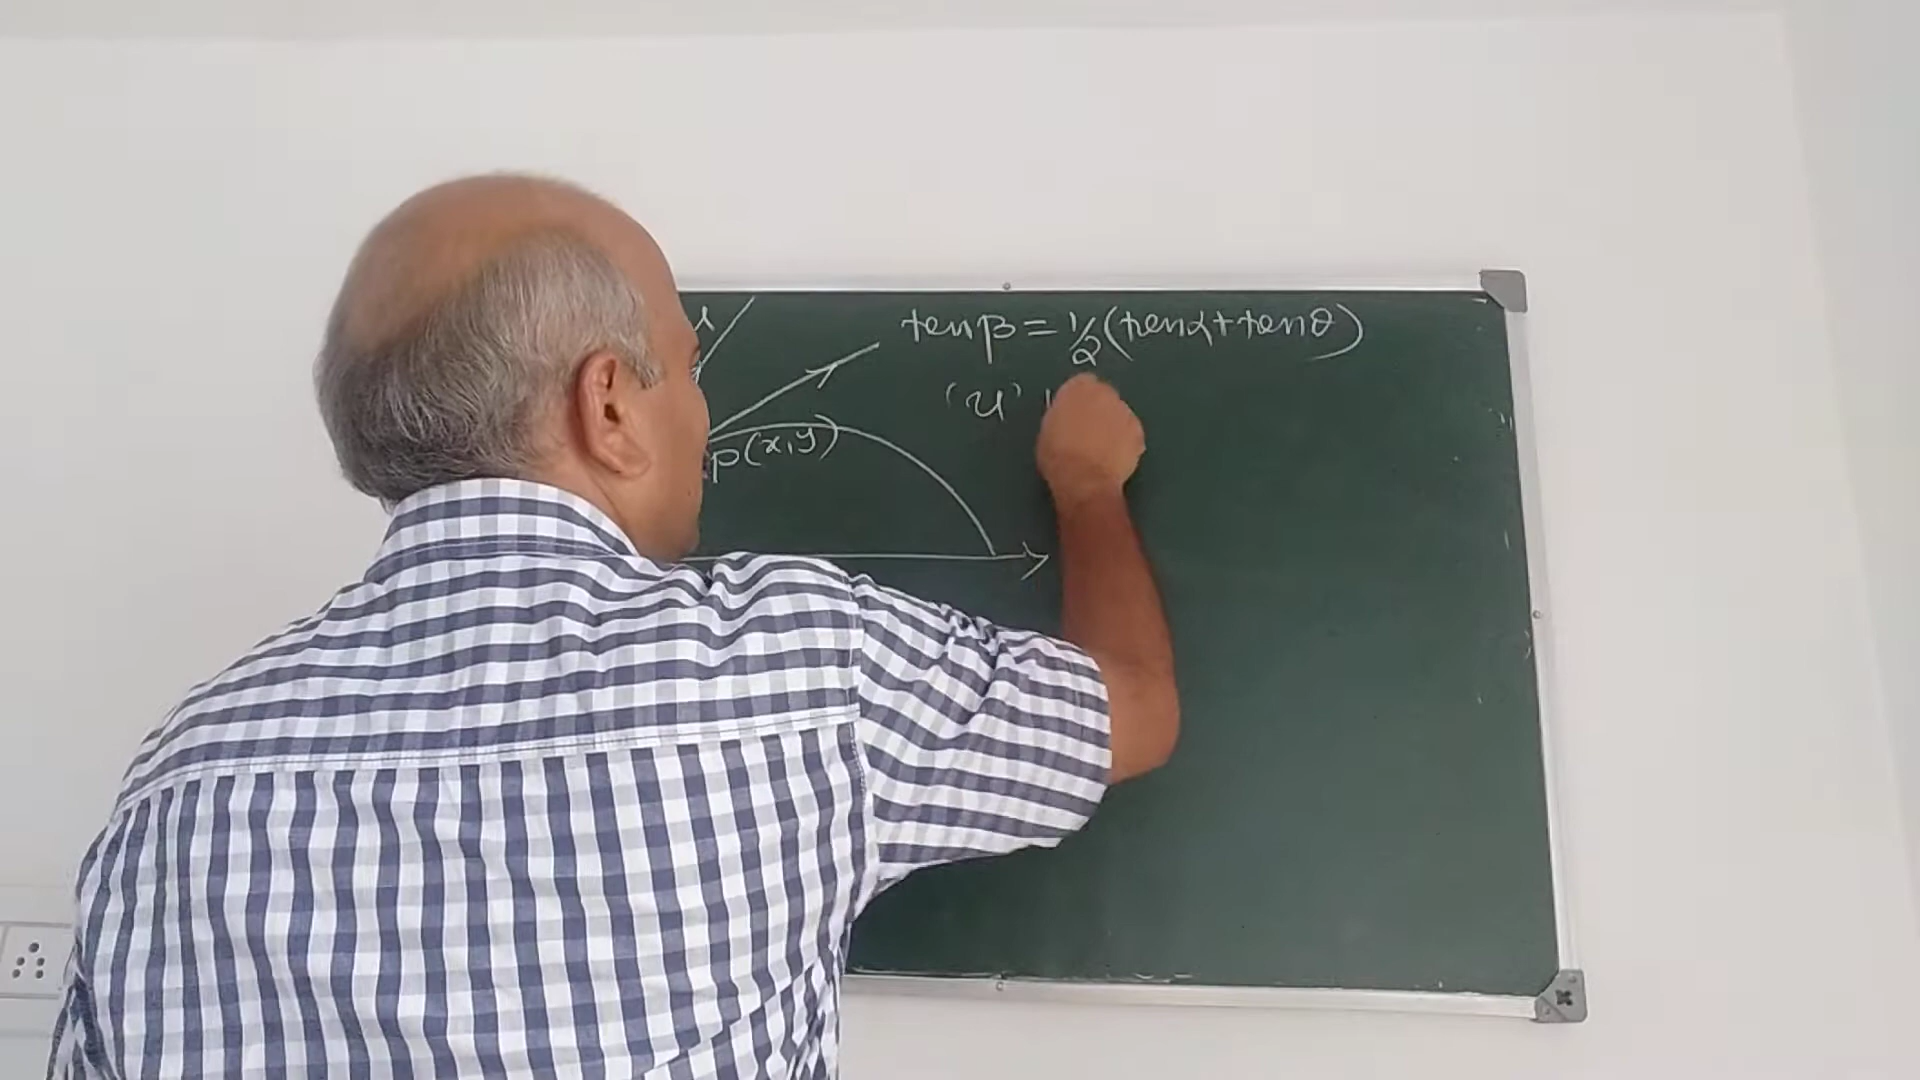 tanβ = 1/2 (tanα + tanθ)
'u'
P(x,y)